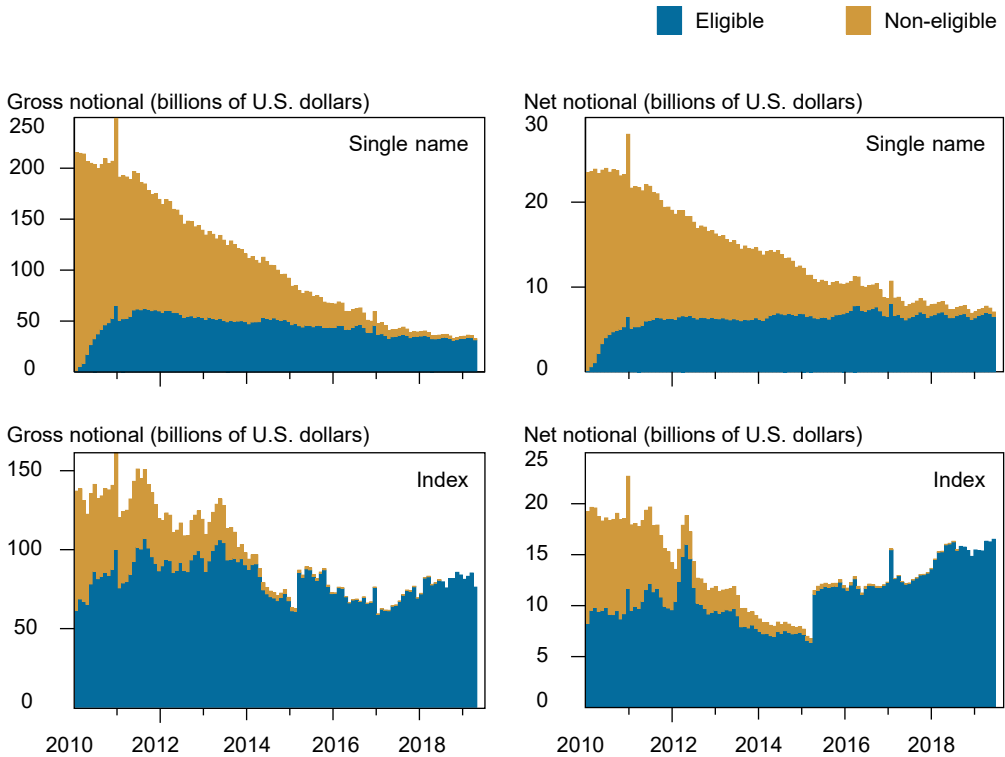 Eligible Non-eligible
Gross notional (billions of U.S. dollars)
250
200
150
100
50
0
Single name
Net notional (billions of U.S. dollars)
30
20
10
0
Single name
Gross notional (billions of U.S. dollars)
150
100
50
0
Index
2010 2012 2014 2016 2018
Net notional (billions of U.S. dollars)
25
20
15
10
5
0
Index
2010 2012 2014 2016 2018